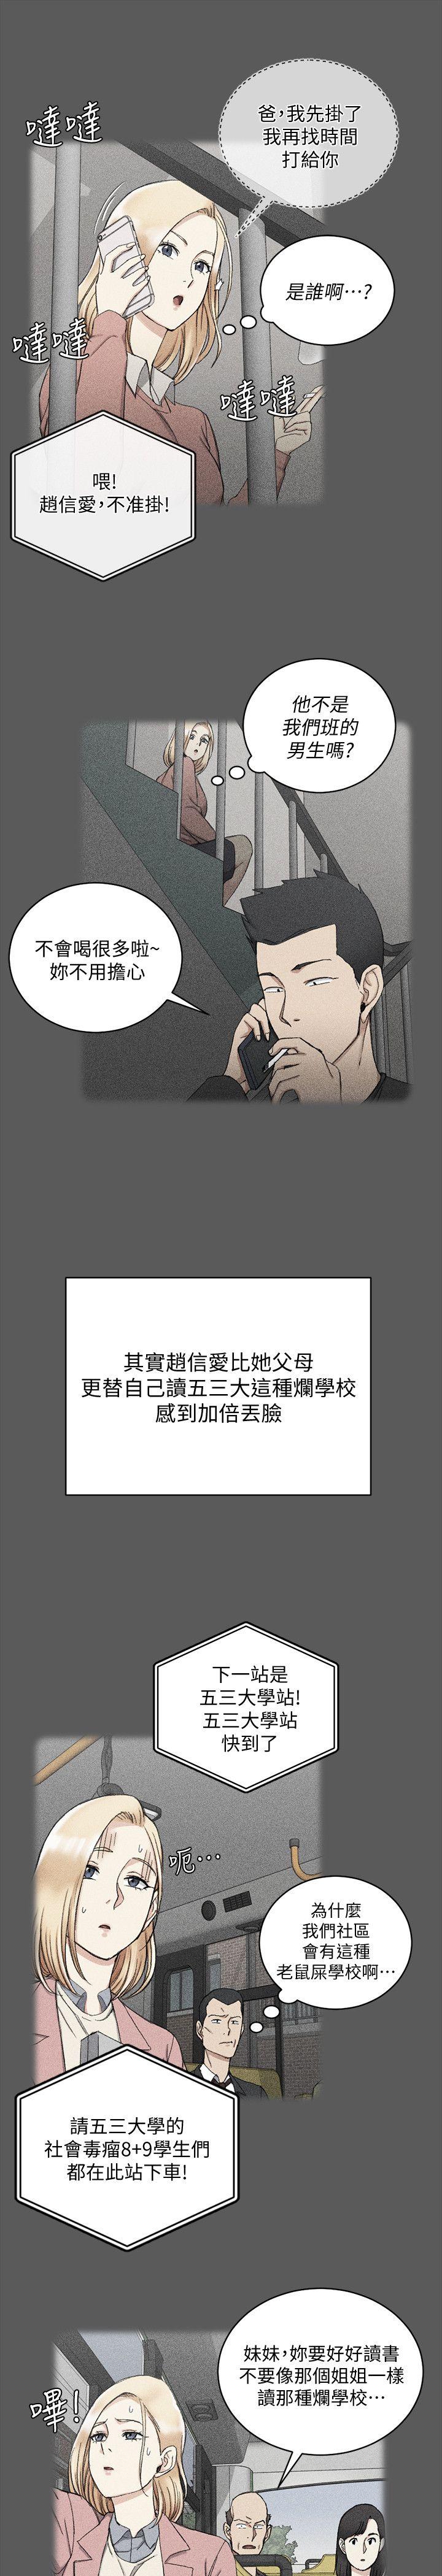 噠噠
爸，我先掛了
我再找時間
打給你
是誰啊…?
噠噠
噠噠
喂!
趙信愛，不准掛!
他不是
我們班的
男生嗎?
不會喝很多啦~
妳不用擔心
其實趙信愛比她父母
更替自己讀五三大這種爛學校
感到加倍丟臉
下一站是
五三大學站!
五三大學站
快到了
呃…
為什麼
我們社區
會有這種
老鼠屎學校啊…
請五三大學的
社會毒瘤8+9學生們
都在此站下車!
妹妹，妳要好好讀書
不要像那個姐姐一樣
讀那種爛學校…
嗶!